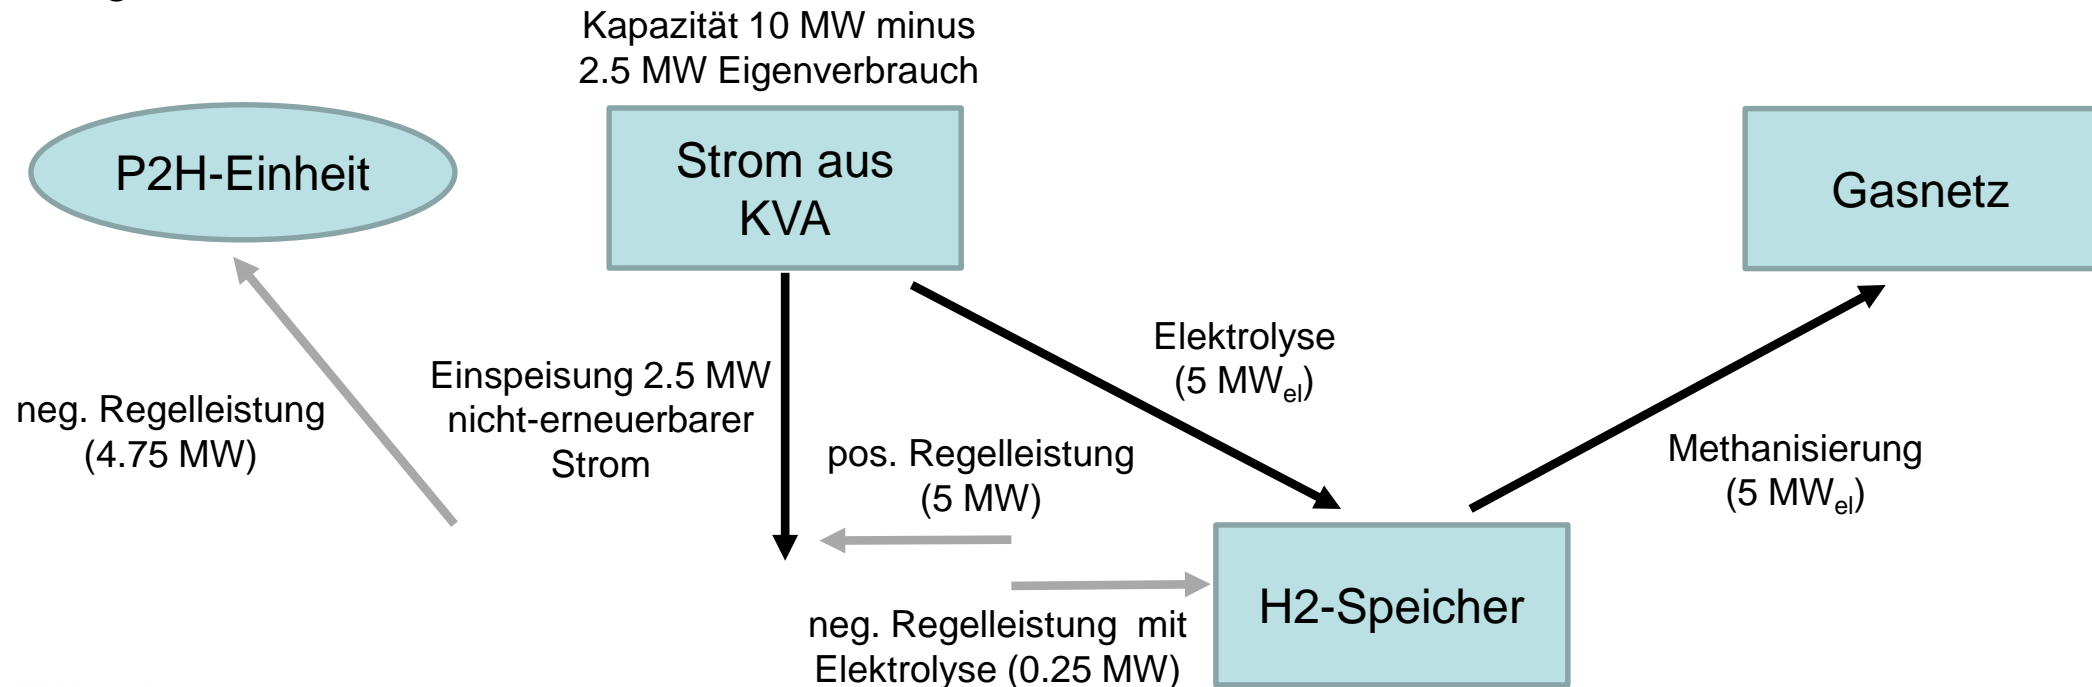 Kapazität 10 MW minus
2.5 MW Eigenverbrauch
P2H-Einheit
Strom aus
KVA
Gasnetz
Elektrolyse
(5 MWel)
Einspeisung 2.5 MW
nicht-erneuerbarer
Strom
neg. Regelleistung
(4.75 MW)
pos. Regelleistung
(5 MW)
Methanisierung
(5 MWel)
H2-Speicher
neg. Regelleistung mit
Elektrolyse (0.25 MW)